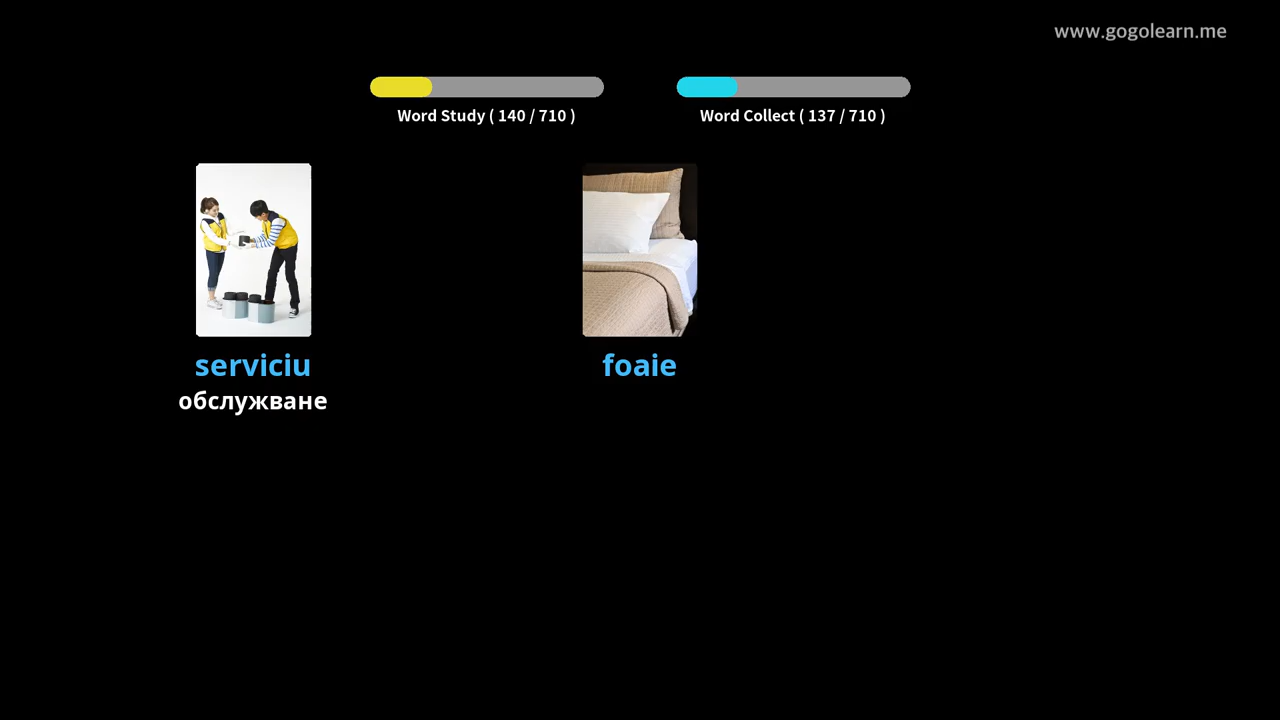 www.gogolearn.me
Word Study ( 140 / 710 )
Word Collect ( 137 / 710 )
serviciu
обслужване
foaie